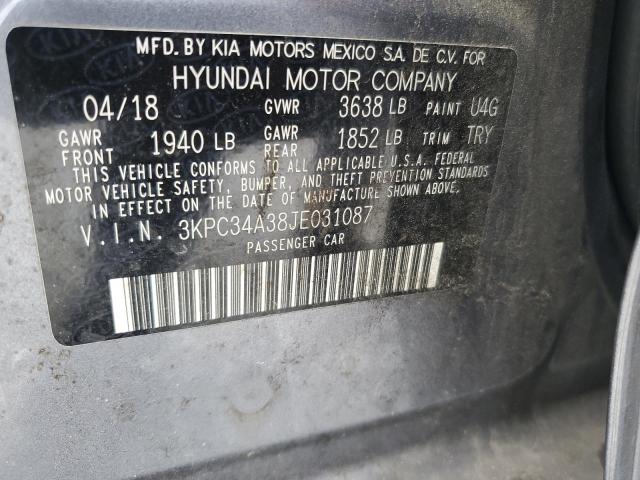 MFD. BY KIA MOTORS MEXICO S.A. DE C.V. FOR
HYUNDAI MOTOR COMPANY
04/18 GVWR 3638 LB PAINT U4G
GAWR FRONT 1940 LB GAWR REAR 1852 LB TRIM TRY
THIS VEHICLE CONFORMS TO ALL APPLICABLE U.S.A. FEDERAL
MOTOR VEHICLE SAFETY, BUMPER, AND THEFT PREVENTION STANDARDS
IN EFFECT ON THE DATE OF MANUFACTURE SHOWN ABOVE.
V.I.N. 3KPC34A38JE031087
PASSENGER CAR